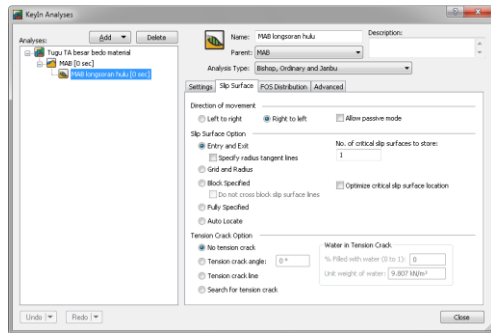 KeyIn Analyses
Analyses:
Add
Delete
Tugu TA besar bedo material
MAB [0 sec]
MAB longsoran hulu [0 sec]
Name: MAB longsoran hulu
Description:
Parent: MAB
Analysis Type: Bishop, Ordinary and Janbu
Settings Slip Surface FOS Distribution Advanced
Direction of movement
Left to right Right to left Allow passive mode
Slip Surface Option
Entry and Exit
No. of critical slip surfaces to store:
Specify radius tangent lines
1
Grid and Radius
Block Specified
Optimize critical slip surface location
Do not cross block slip surface lines
Fully Specified
Auto Locate
Tension Crack Option
No tension crack
Water in Tension Crack
Tension crack angle: 0 °
% Filled with water (0 to 1): 0
Tension crack line
Unit weight of water: 9.807 kN/m³
Search for tension crack
Undo Redo Close